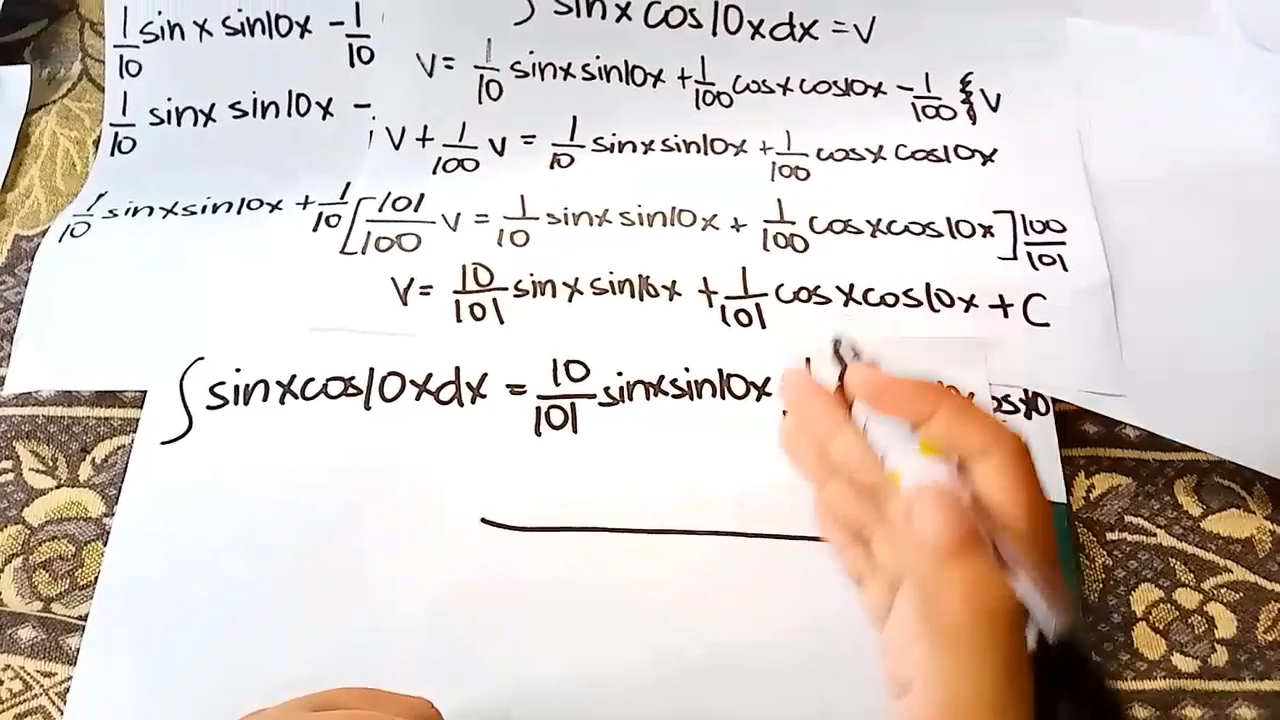 1/10 sinx sin10x - 1/10
∫ sinx cos10x dx = V
V = 1/10 sinx sin10x + 1/100 cosx cos10x - 1/100 V
1/10 sinx sin10x -
V + 1/100 V = 1/10 sinx sin10x + 1/100 cosx cos10x
1/10 sinx sin10x + 1/10
[101/100 V = 1/10 sinx sin10x + 1/100 cosx cos10x] 100/101
V = 10/101 sinx sin10x + 1/101 cosx cos10x + C
∫ sinx cos10x dx = 10/101 sinx sin10x